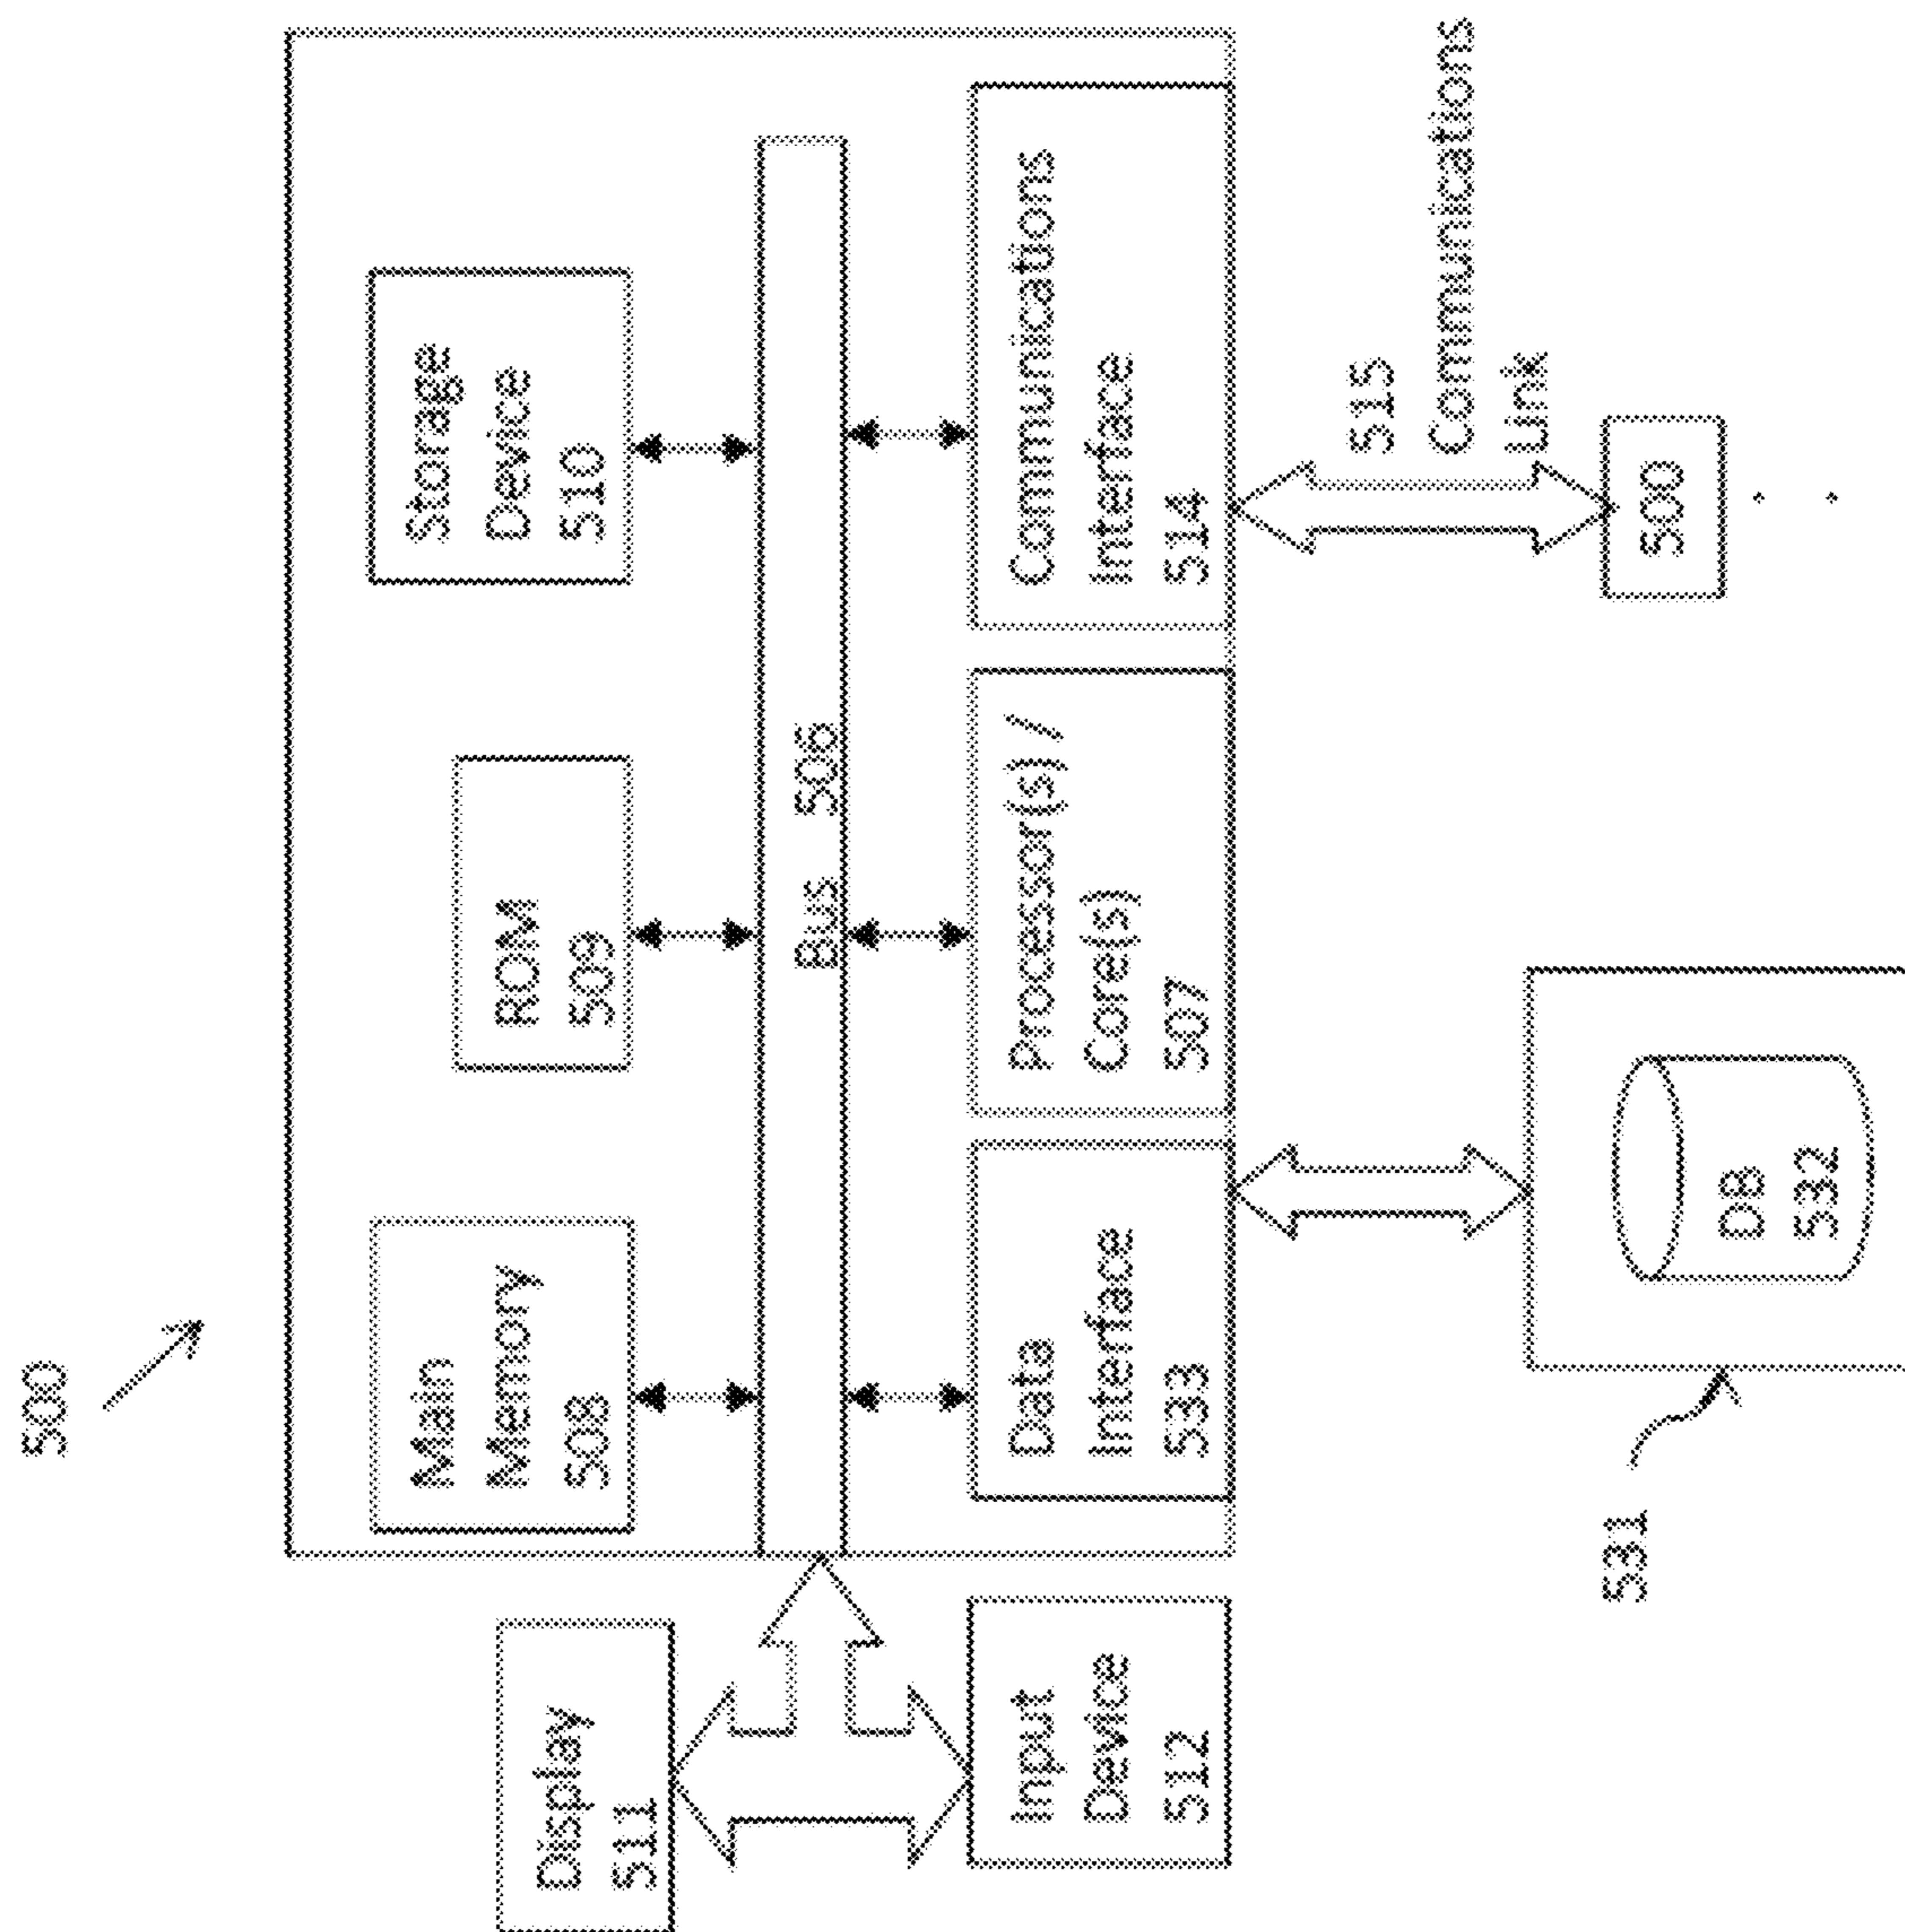 500
Main
Memory
508
ROM
509
Storage
Device
510
Display
511
Bus 506
Input
Device
512
Data
Interface
533
Processor(s) /
Core(s)
507
Communications
Interface
514
515
Communications
Link
531
DB
532
500